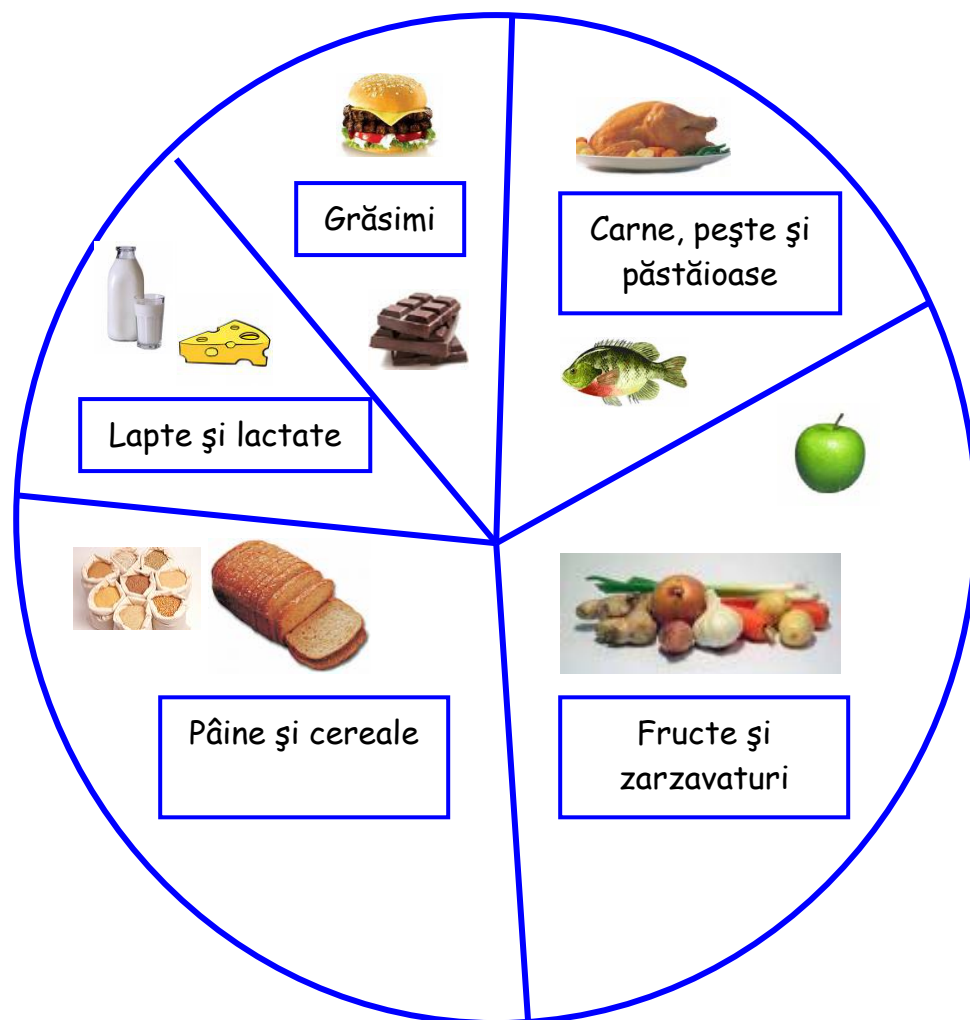 Grăsimi
Carne, peşte şi
păstăioase
Lapte şi lactate
Pâine şi cereale
Fructe şi
zarzavaturi